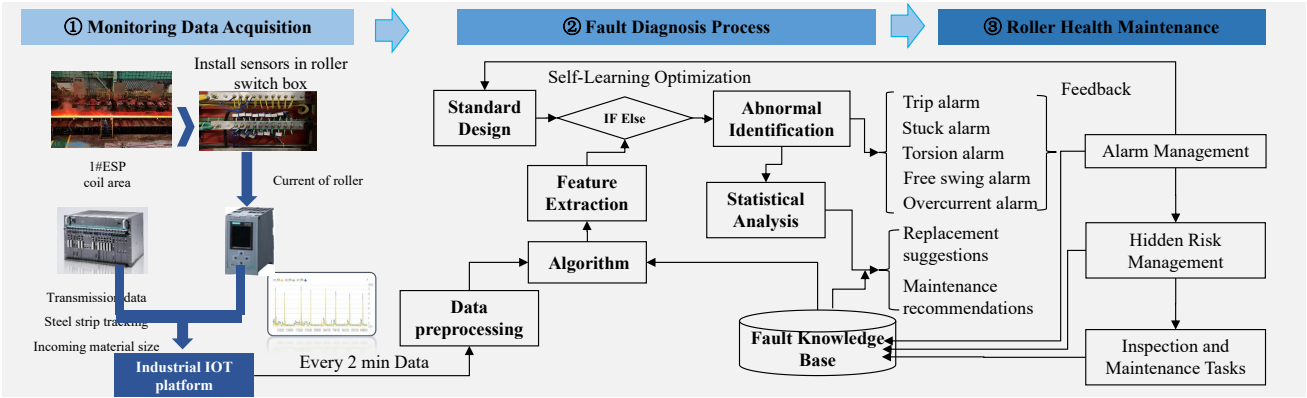 ① Monitoring Data Acquisition
② Fault Diagnosis Process
③ Roller Health Maintenance
Install sensors in roller
switch box
1#ESP
coil area
Current of roller
Transmission data
Steel strip tracking
Incoming material size
Industrial IOT
platform
Every 2 min Data
Data
preprocessing
Algorithm
Feature
Extraction
Standard
Design
Self-Learning Optimization
IF Else
Abnormal
Identification
Statistical
Analysis
Trip alarm
Stuck alarm
Torsion alarm
Free swing alarm
Overcurrent alarm
Replacement
suggestions
Maintenance
recommendations
Fault Knowledge
Base
Feedback
Alarm Management
Hidden Risk
Management
Inspection and
Maintenance Tasks